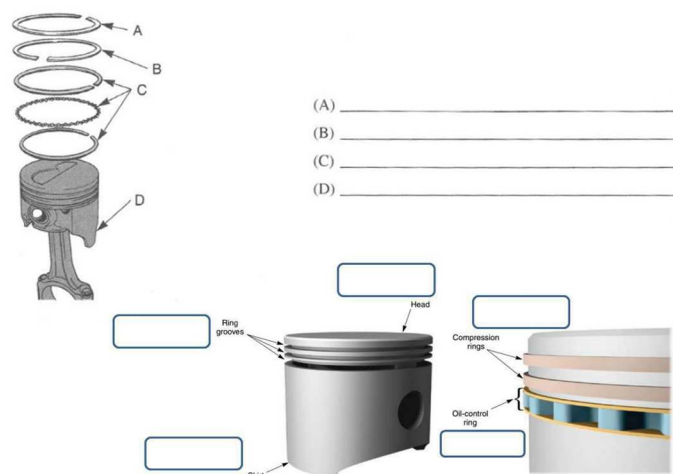 A
B
C
D
(A)
(B)
(C)
(D)
Head
Ring
grooves
Compression
rings
Oil-control
ring